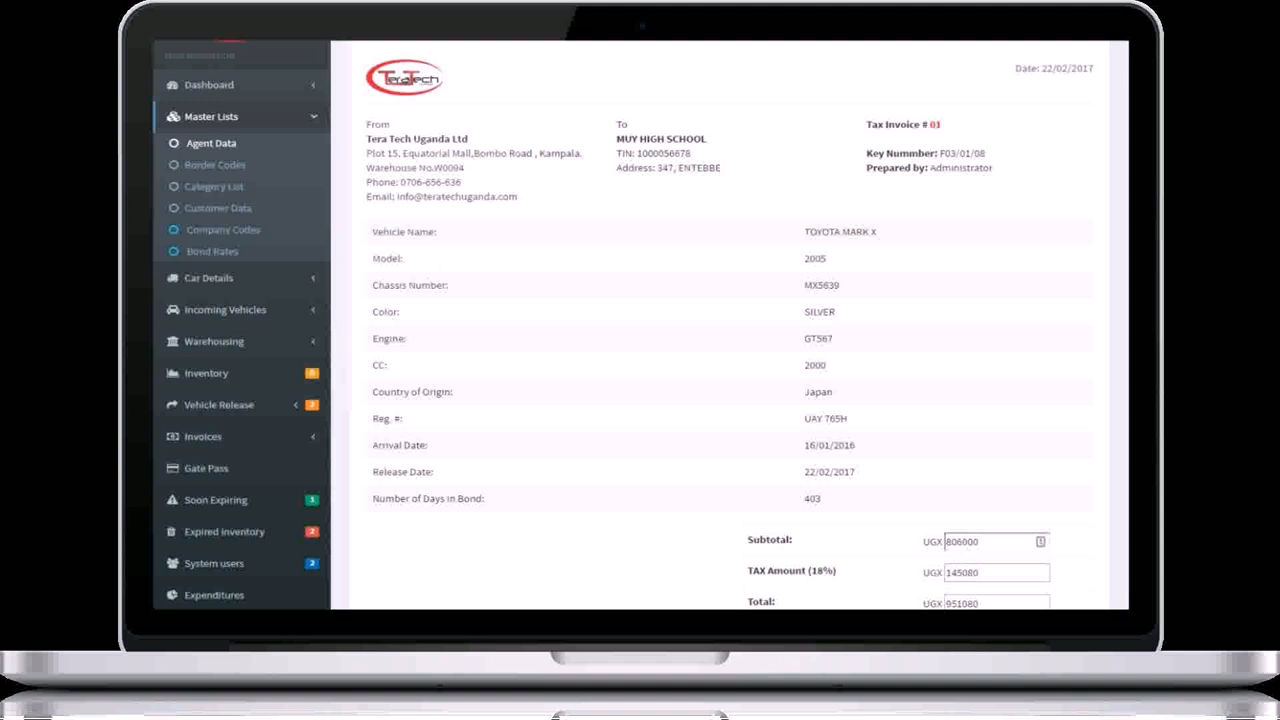 Dashboard
Master Lists
Agent Data
Border Codes
Category List
Customer Data
Company Codes
Bond Rates
Car Details
Incoming Vehicles
Warehousing
Inventory
Vehicle Release
Invoices
Gate Pass
Soon Expiring
Expired Inventory
System users
Expenditures
TeraTech
Date: 22/02/2017
From
Tera Tech Uganda Ltd
Plot 15, Equatorial Mall,Bombo Road , Kampala.
Warehouse No.W0094
Phone: 0706-656-636
Email: info@teratechuganda.com
To
MUY HIGH SCHOOL
TIN: 1000056678
Address: 347, ENTEBBE
Tax Invoice # 01
Key Nummber: F03/01/08
Prepared by: Administrator
Vehicle Name: TOYOTA MARK X
Model: 2005
Chassis Number: MX5639
Color: SILVER
Engine: GT567
CC: 2000
Country of Origin: Japan
Reg. #: UAY 765H
Arrival Date: 16/01/2016
Release Date: 22/02/2017
Number of Days in Bond: 403
Subtotal: UGX 806000
TAX Amount (18%) UGX 145080
Total: UGX 951080